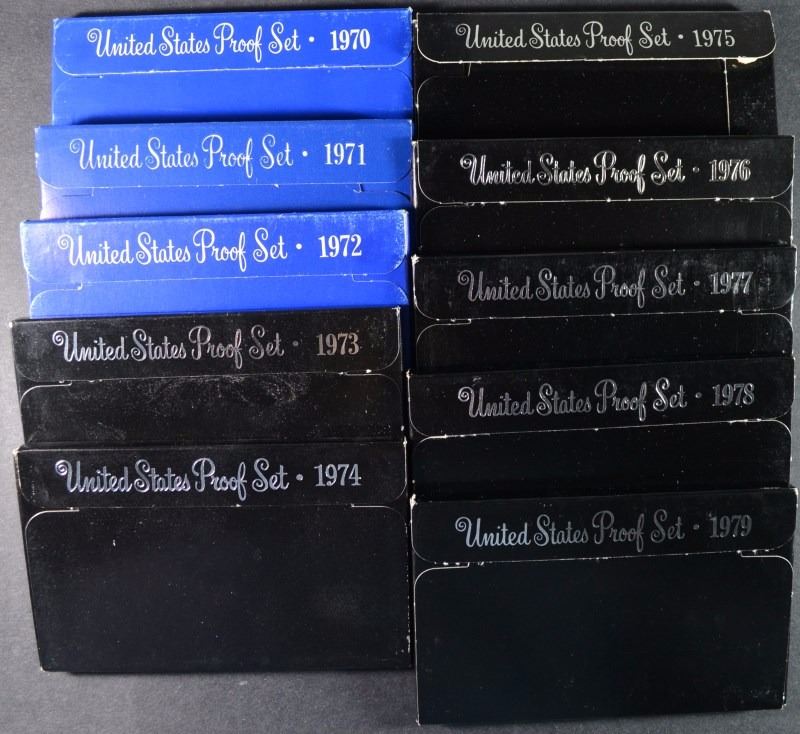 United States Proof Set · 1970
United States Proof Set · 1971
United States Proof Set · 1972
United States Proof Set · 1973
United States Proof Set · 1974
United States Proof Set · 1975
United States Proof Set · 1976
United States Proof Set · 1977
United States Proof Set · 1978
United States Proof Set · 1979